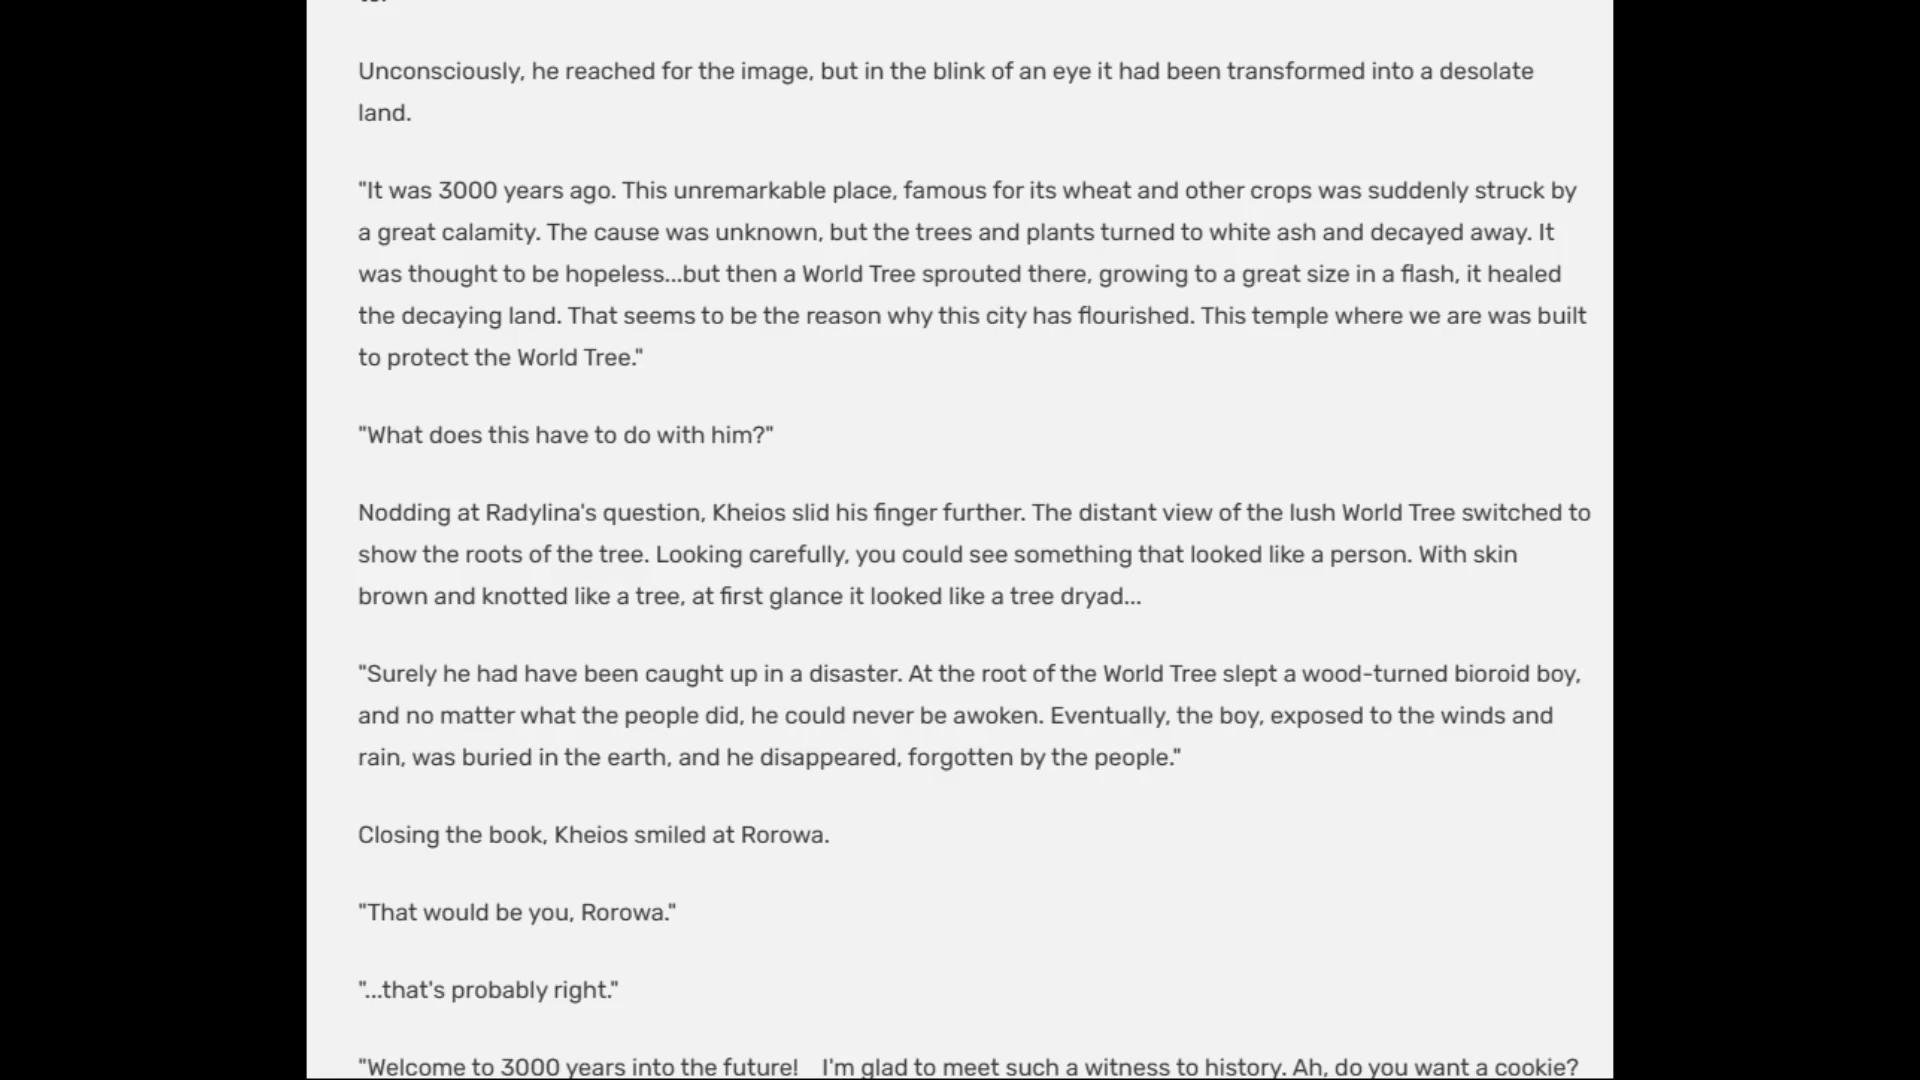 Unconsciously, he reached for the image, but in the blink of an eye it had been transformed into a desolate
land.
"It was 3000 years ago. This unremarkable place, famous for its wheat and other crops was suddenly struck by
a great calamity. The cause was unknown, but the trees and plants turned to white ash and decayed away. It
was thought to be hopeless...but then a World Tree sprouted there, growing to a great size in a flash, it healed
the decaying land. That seems to be the reason why this city has flourished. This temple where we are was built
to protect the World Tree."
"What does this have to do with him?"
Nodding at Radylina's question, Kheios slid his finger further. The distant view of the lush World Tree switched to
show the roots of the tree. Looking carefully, you could see something that looked like a person. With skin
brown and knotted like a tree, at first glance it looked like a tree dryad...
"Surely he had have been caught up in a disaster. At the root of the World Tree slept a wood-turned bioroid boy,
and no matter what the people did, he could never be awoken. Eventually, the boy, exposed to the winds and
rain, was buried in the earth, and he disappeared, forgotten by the people."
Closing the book, Kheios smiled at Rorowa.
"That would be you, Rorowa."
"...that's probably right."
"Welcome to 3000 years into the future! I'm glad to meet such a witness to history. Ah, do you want a cookie?